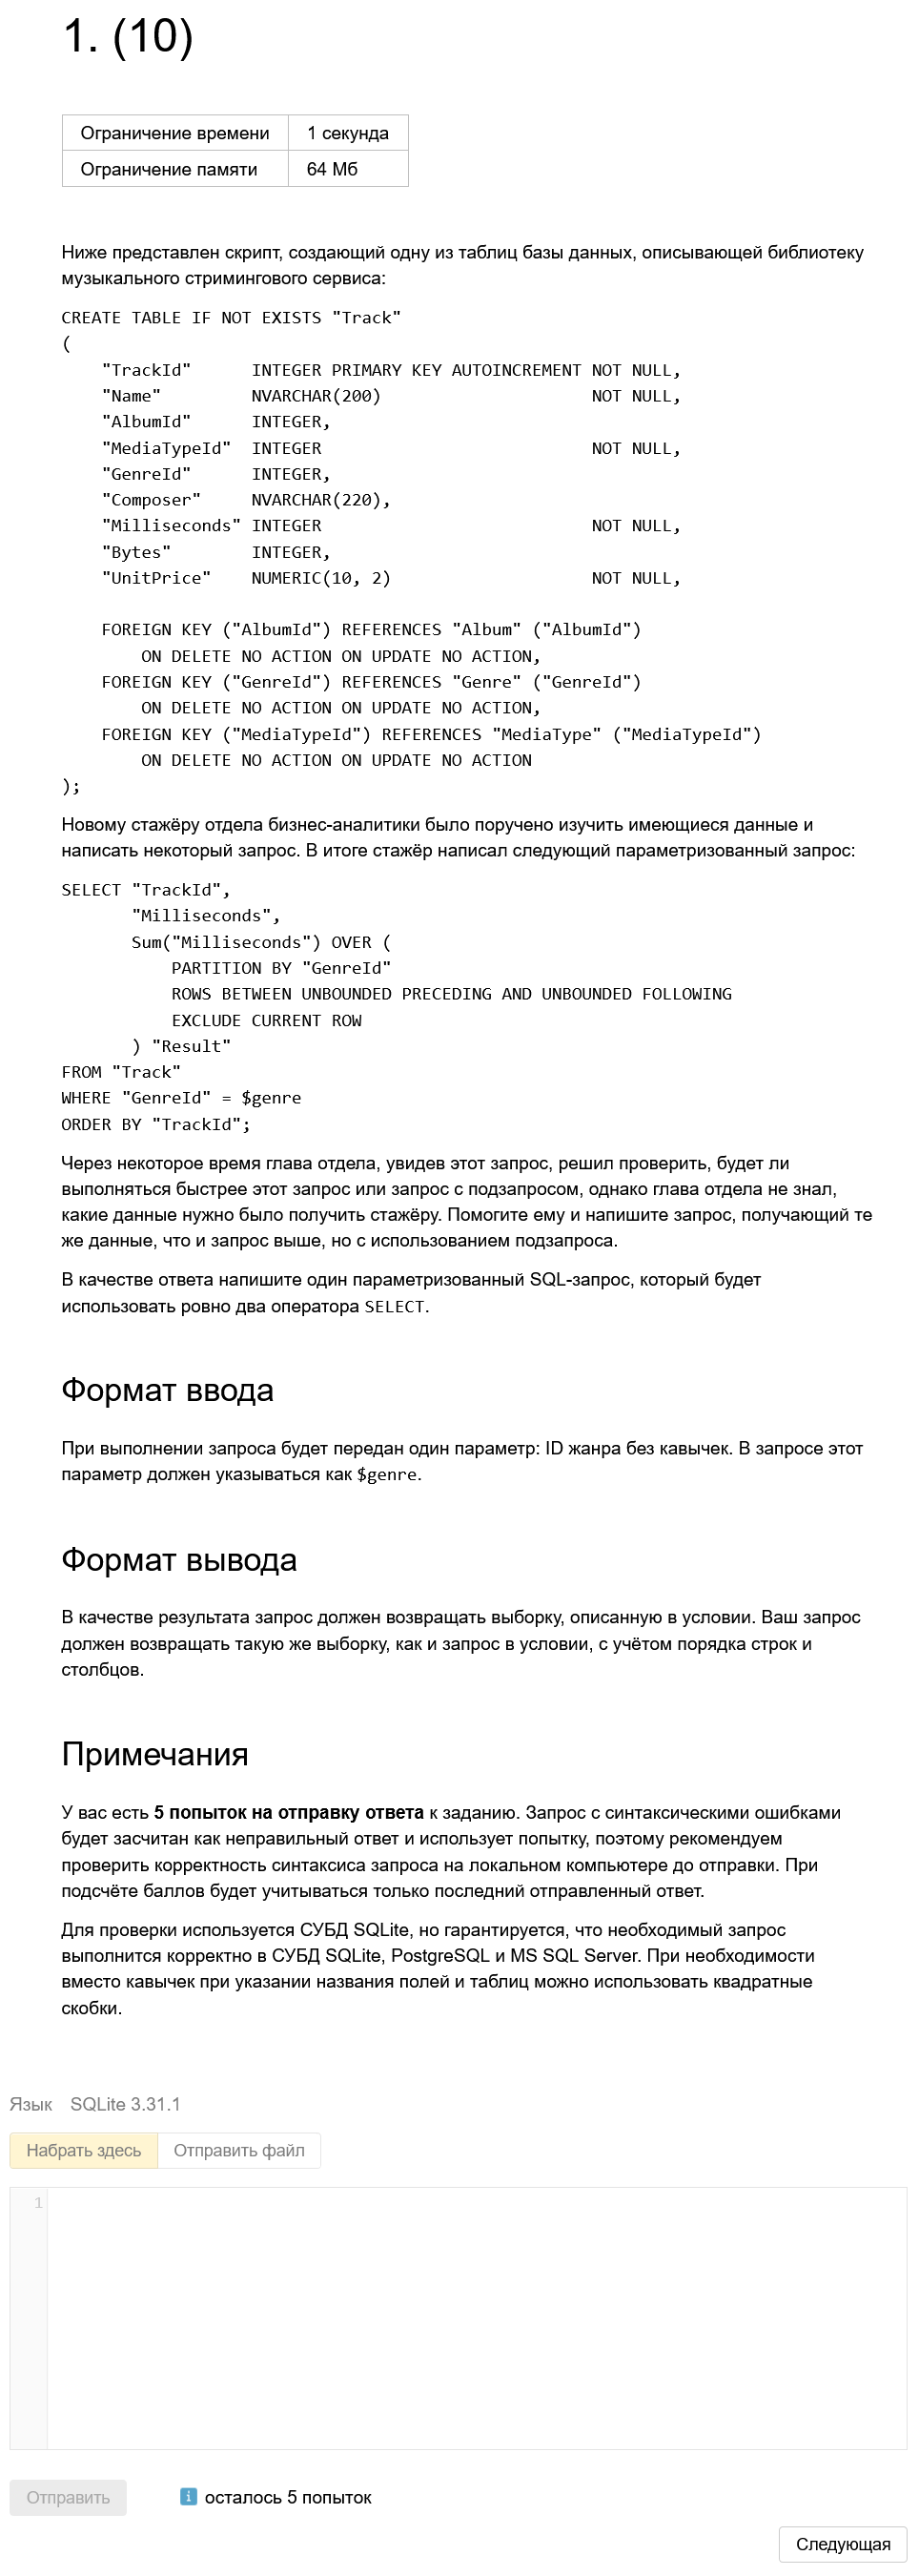 1. (10)
Ограничение времени 1 секунда
Ограничение памяти 64 Мб
Ниже представлен скрипт, создающий одну из таблиц базы данных, описывающей библиотеку
музыкального стримингового сервиса:
CREATE TABLE IF NOT EXISTS "Track"
(
    "TrackId"      INTEGER PRIMARY KEY AUTOINCREMENT NOT NULL,
    "Name"         NVARCHAR(200)                     NOT NULL,
    "AlbumId"      INTEGER,
    "MediaTypeId"  INTEGER                           NOT NULL,
    "GenreId"      INTEGER,
    "Composer"     NVARCHAR(220),
    "Milliseconds" INTEGER                           NOT NULL,
    "Bytes"        INTEGER,
    "UnitPrice"    NUMERIC(10, 2)                    NOT NULL,
    FOREIGN KEY ("AlbumId") REFERENCES "Album" ("AlbumId")
        ON DELETE NO ACTION ON UPDATE NO ACTION,
    FOREIGN KEY ("GenreId") REFERENCES "Genre" ("GenreId")
        ON DELETE NO ACTION ON UPDATE NO ACTION,
    FOREIGN KEY ("MediaTypeId") REFERENCES "MediaType" ("MediaTypeId")
        ON DELETE NO ACTION ON UPDATE NO ACTION
);
Новому стажёру отдела бизнес-аналитики было поручено изучить имеющиеся данные и
написать некоторый запрос. В итоге стажёр написал следующий параметризованный запрос:
SELECT "TrackId",
       "Milliseconds",
       Sum("Milliseconds") OVER (
           PARTITION BY "GenreId"
           ROWS BETWEEN UNBOUNDED PRECEDING AND UNBOUNDED FOLLOWING
           EXCLUDE CURRENT ROW
       ) "Result"
FROM "Track"
WHERE "GenreId" = $genre
ORDER BY "TrackId";
Через некоторое время глава отдела, увидев этот запрос, решил проверить, будет ли
выполняться быстрее этот запрос или запрос с подзапросом, однако глава отдела не знал,
какие данные нужно было получить стажёру. Помогите ему и напишите запрос, получающий те
же данные, что и запрос выше, но с использованием подзапроса.
В качестве ответа напишите один параметризованный SQL-запрос, который будет
использовать ровно два оператора SELECT.
Формат ввода
При выполнении запроса будет передан один параметр: ID жанра без кавычек. В запросе этот
параметр должен указываться как $genre.
Формат вывода
В качестве результата запрос должен возвращать выборку, описанную в условии. Ваш запрос
должен возвращать такую же выборку, как и запрос в условии, с учётом порядка строк и
столбцов.
Примечания
У вас есть 5 попыток на отправку ответа к заданию. Запрос с синтаксическими ошибками
будет засчитан как неправильный ответ и использует попытку, поэтому рекомендуем
проверить корректность синтаксиса запроса на локальном компьютере до отправки. При
подсчёте баллов будет учитываться только последний отправленный ответ.
Для проверки используется СУБД SQLite, но гарантируется, что необходимый запрос
выполнится корректно в СУБД SQLite, PostgreSQL и MS SQL Server. При необходимости
вместо кавычек при указании названия полей и таблиц можно использовать квадратные
скобки.
Язык SQLite 3.31.1
Набрать здесь Отправить файл
1
Отправить i осталось 5 попыток
Следующая